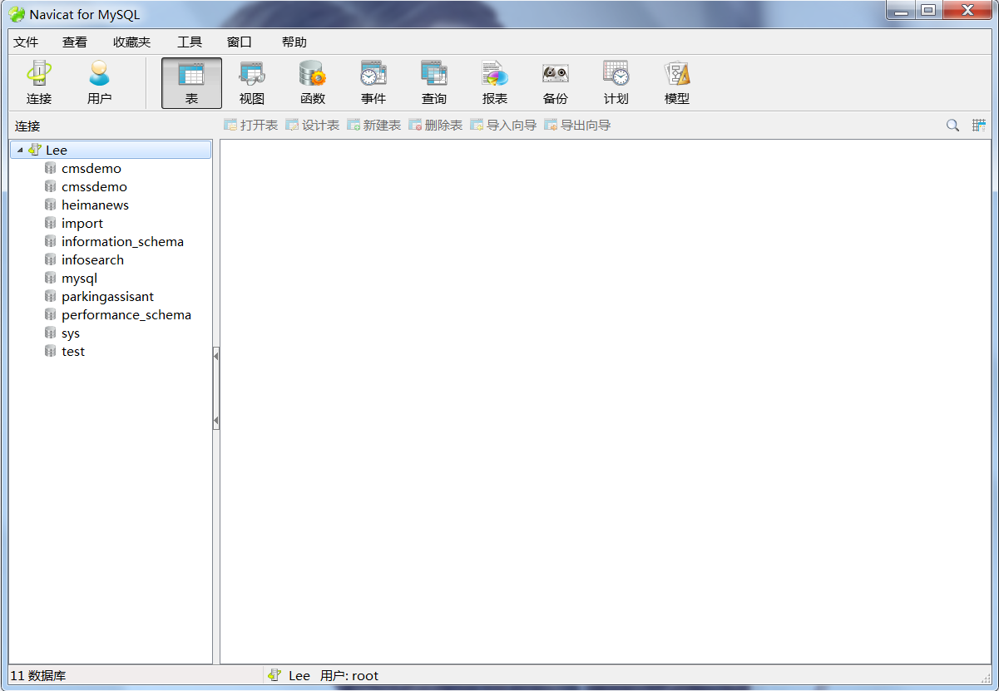 Navicat for MySQL
文件 查看 收藏夹 工具 窗口 帮助
连接 用户 表 视图 函数 事件 查询 报表 备份 计划 模型
连接 打开表 设计表 新建表 删除表 导入向导 导出向导
Lee
cmsdemo
cmssdemo
heimanews
import
information_schema
infosearch
mysql
parkingassisant
performance_schema
sys
test
11 数据库 Lee 用户: root